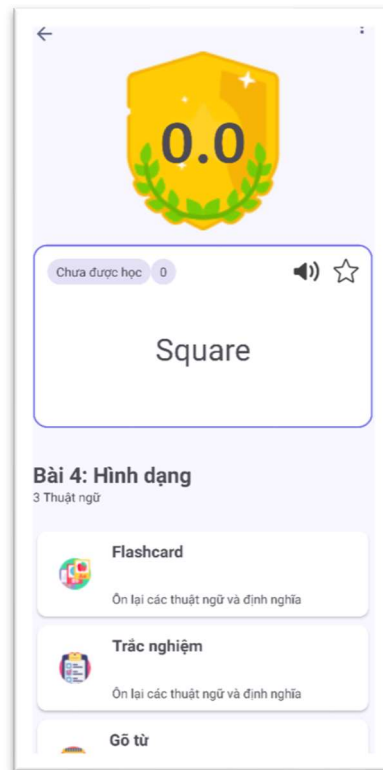 0.0
Chưa được học 0
Square
Bài 4: Hình dạng
3 Thuật ngữ
Flashcard
Ôn lại các thuật ngữ và định nghĩa
Trắc nghiệm
Ôn lại các thuật ngữ và định nghĩa
Gõ từ